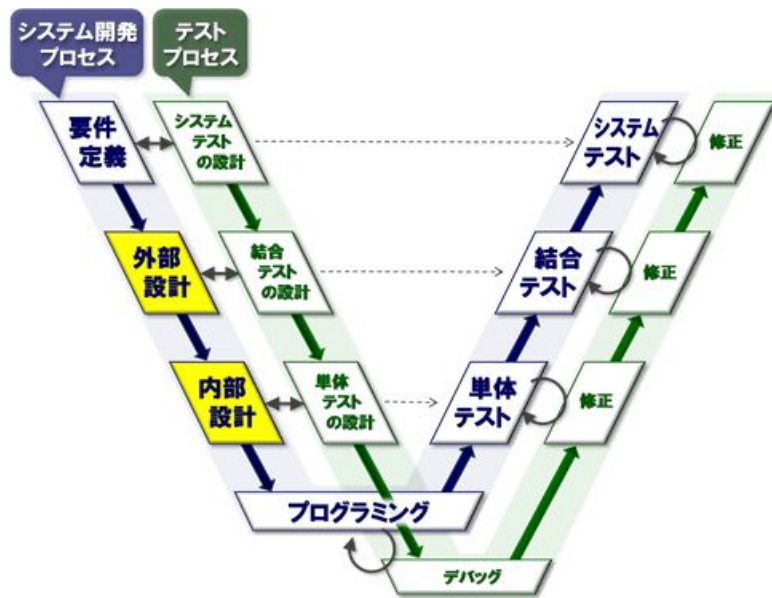 システム開発
プロセス
テスト
プロセス
要件
定義
システム
テスト
の設計
システム
テスト
修正
外部
設計
結合
テスト
の設計
結合
テスト
修正
内部
設計
単体
テスト
の設計
単体
テスト
修正
プログラミング
デバッグ